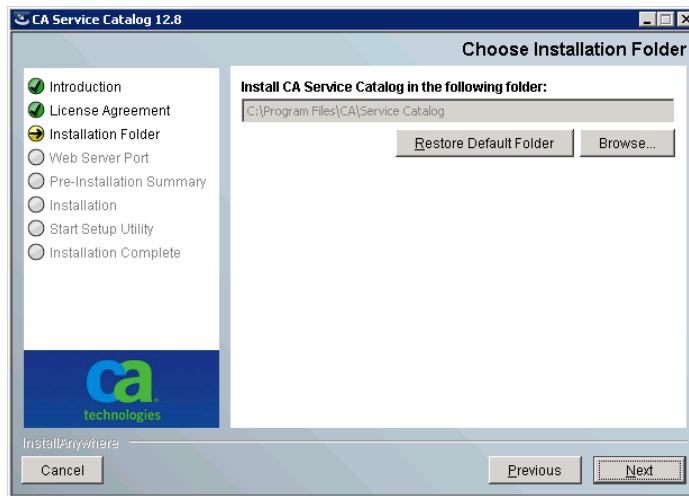 CA Service Catalog 12.8
Choose Installation Folder
Introduction
License Agreement
Installation Folder
Web Server Port
Pre-Installation Summary
Installation
Start Setup Utility
Installation Complete
Install CA Service Catalog in the following folder:
C:\Program Files\CA\Service Catalog
Restore Default Folder Browse...
ca
technologies
InstallAnywhere
Cancel Previous Next